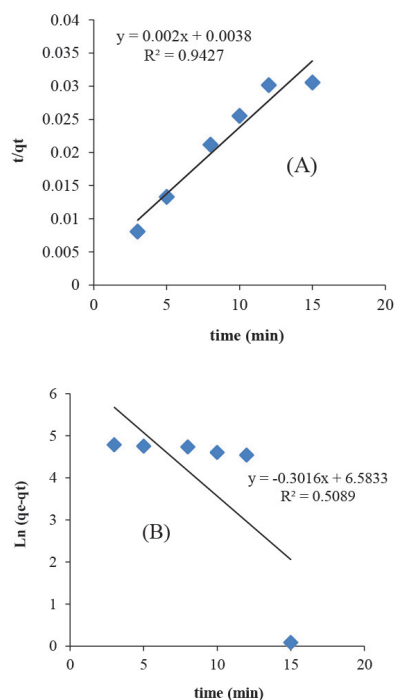 0.04
0.035
0.03
0.025
0.02
0.015
0.01
0.005
0
t/qt
y = 0.002x + 0.0038
R² = 0.9427
(A)
0 5 10 15 20
time (min)
6
5
4
3
2
1
0
Ln (qe-qt)
y = -0.3016x + 6.5833
R² = 0.5089
(B)
0 5 10 15 20
time (min)